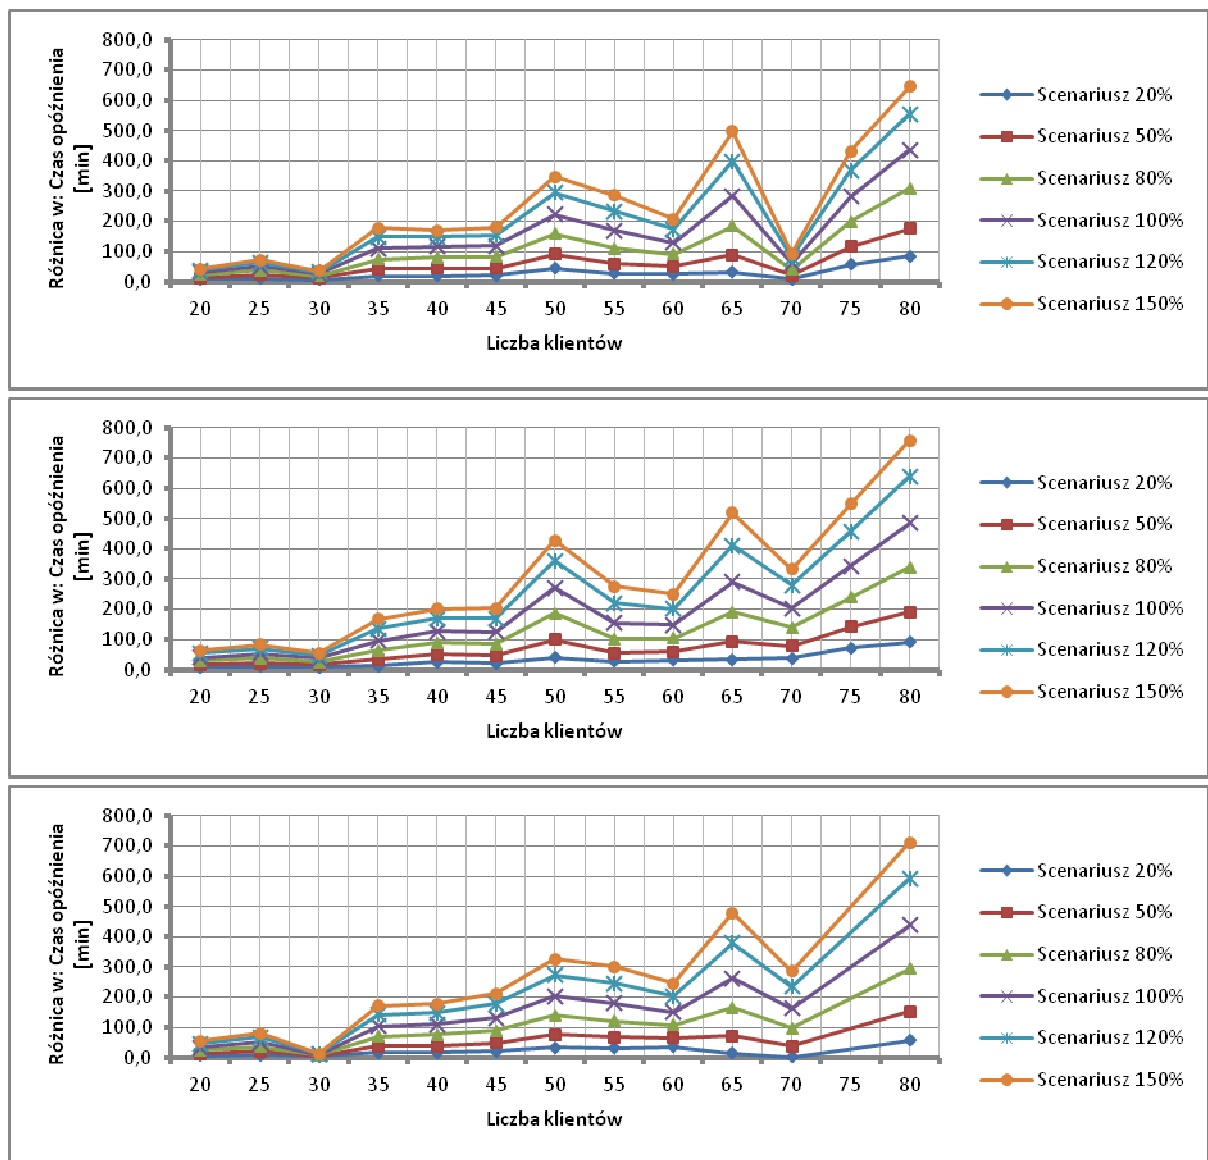 Różnica w: Czas opóźnienia
[min]
800,0
700,0
600,0
500,0
400,0
300,0
200,0
100,0
0,0
20 25 30 35 40 45 50 55 60 65 70 75 80
Liczba klientów
Scenariusz 20%
Scenariusz 50%
Scenariusz 80%
Scenariusz 100%
Scenariusz 120%
Scenariusz 150%
Różnica w: Czas opóźnienia
[min]
800,0
700,0
600,0
500,0
400,0
300,0
200,0
100,0
0,0
20 25 30 35 40 45 50 55 60 65 70 75 80
Liczba klientów
Scenariusz 20%
Scenariusz 50%
Scenariusz 80%
Scenariusz 100%
Scenariusz 120%
Scenariusz 150%
Różnica w: Czas opóźnienia
[min]
800,0
700,0
600,0
500,0
400,0
300,0
200,0
100,0
0,0
20 25 30 35 40 45 50 55 60 65 70 75 80
Liczba klientów
Scenariusz 20%
Scenariusz 50%
Scenariusz 80%
Scenariusz 100%
Scenariusz 120%
Scenariusz 150%